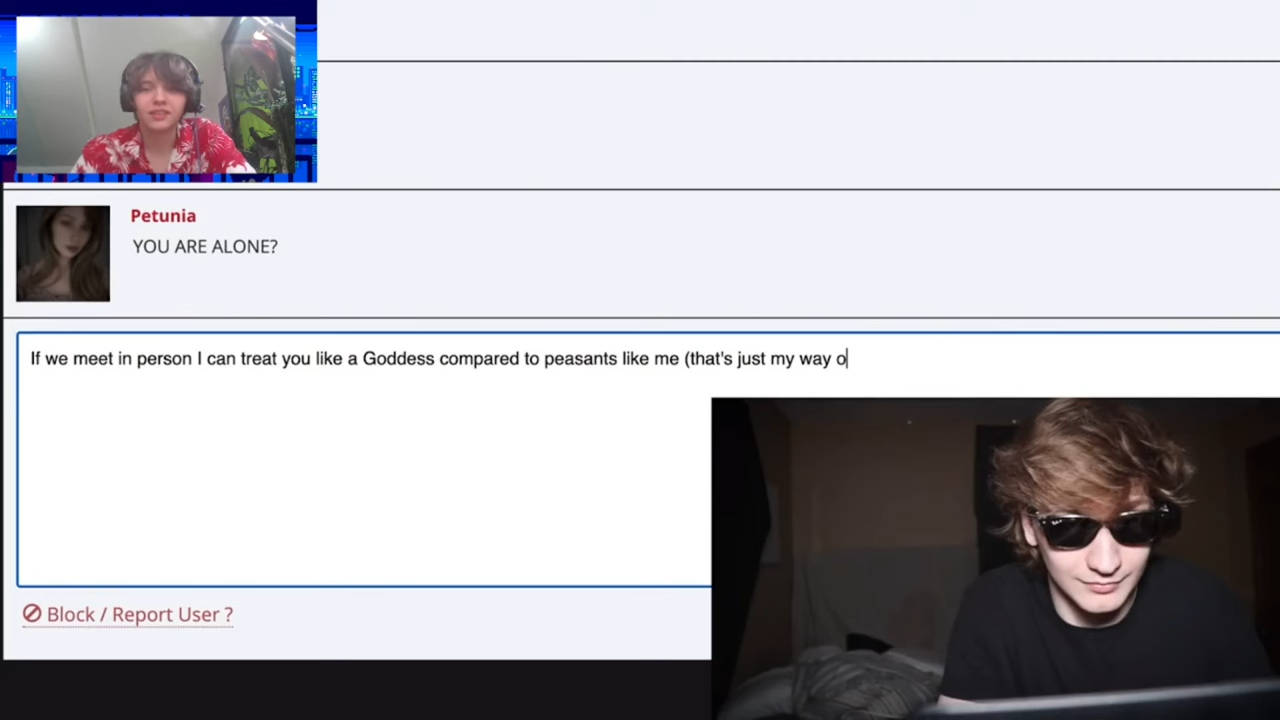 Petunia
YOU ARE ALONE?
If we meet in person I can treat you like a Goddess compared to peasants like me (that's just my way o
Block / Report User ?